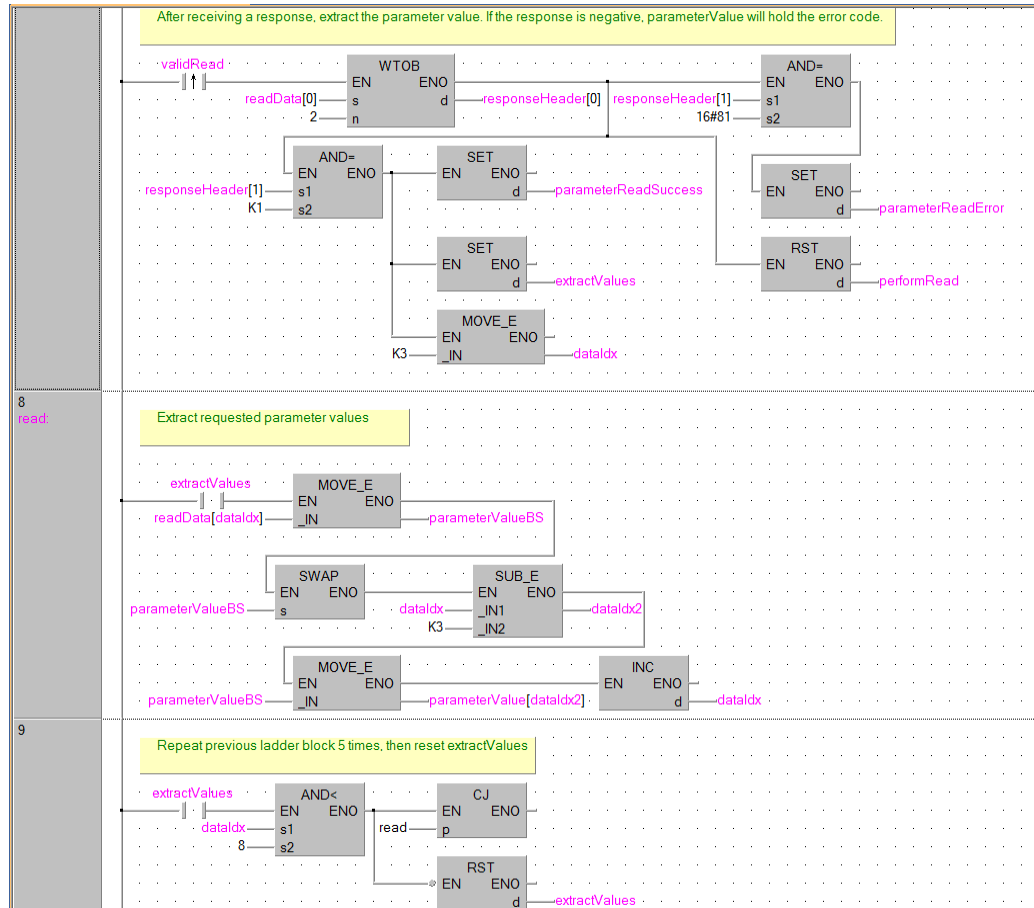 After receiving a response, extract the parameter value. If the response is negative, parameterValue will hold the error code.
validRead
WTOB
AND=
EN ENO
EN ENO
readData[0] s d responseHeader[0]
responseHeader[1] s1
2 n
16#81 s2
AND=
SET
SET
EN ENO
EN ENO
EN ENO
responseHeader[1] s1
d parameterReadSuccess
K1 s2
d parameterReadError
SET
RST
EN ENO
EN ENO
d extractValues
d performRead
MOVE_E
EN ENO
K3 _IN dataIdx
8
read:
Extract requested parameter values
extractValues
MOVE_E
EN ENO
readData[dataIdx] _IN parameterValueBS
SWAP
SUB_E
EN ENO
EN ENO
parameterValueBS s
dataIdx _IN1 dataIdx2
K3 _IN2
MOVE_E
INC
EN ENO
EN ENO
parameterValueBS _IN parameterValue[dataIdx2]
d dataIdx
9
Repeat previous ladder block 5 times, then reset extractValues
extractValues
AND<
CJ
EN ENO
EN ENO
dataIdx s1
read p
8 s2
RST
EN ENO
d extractValues